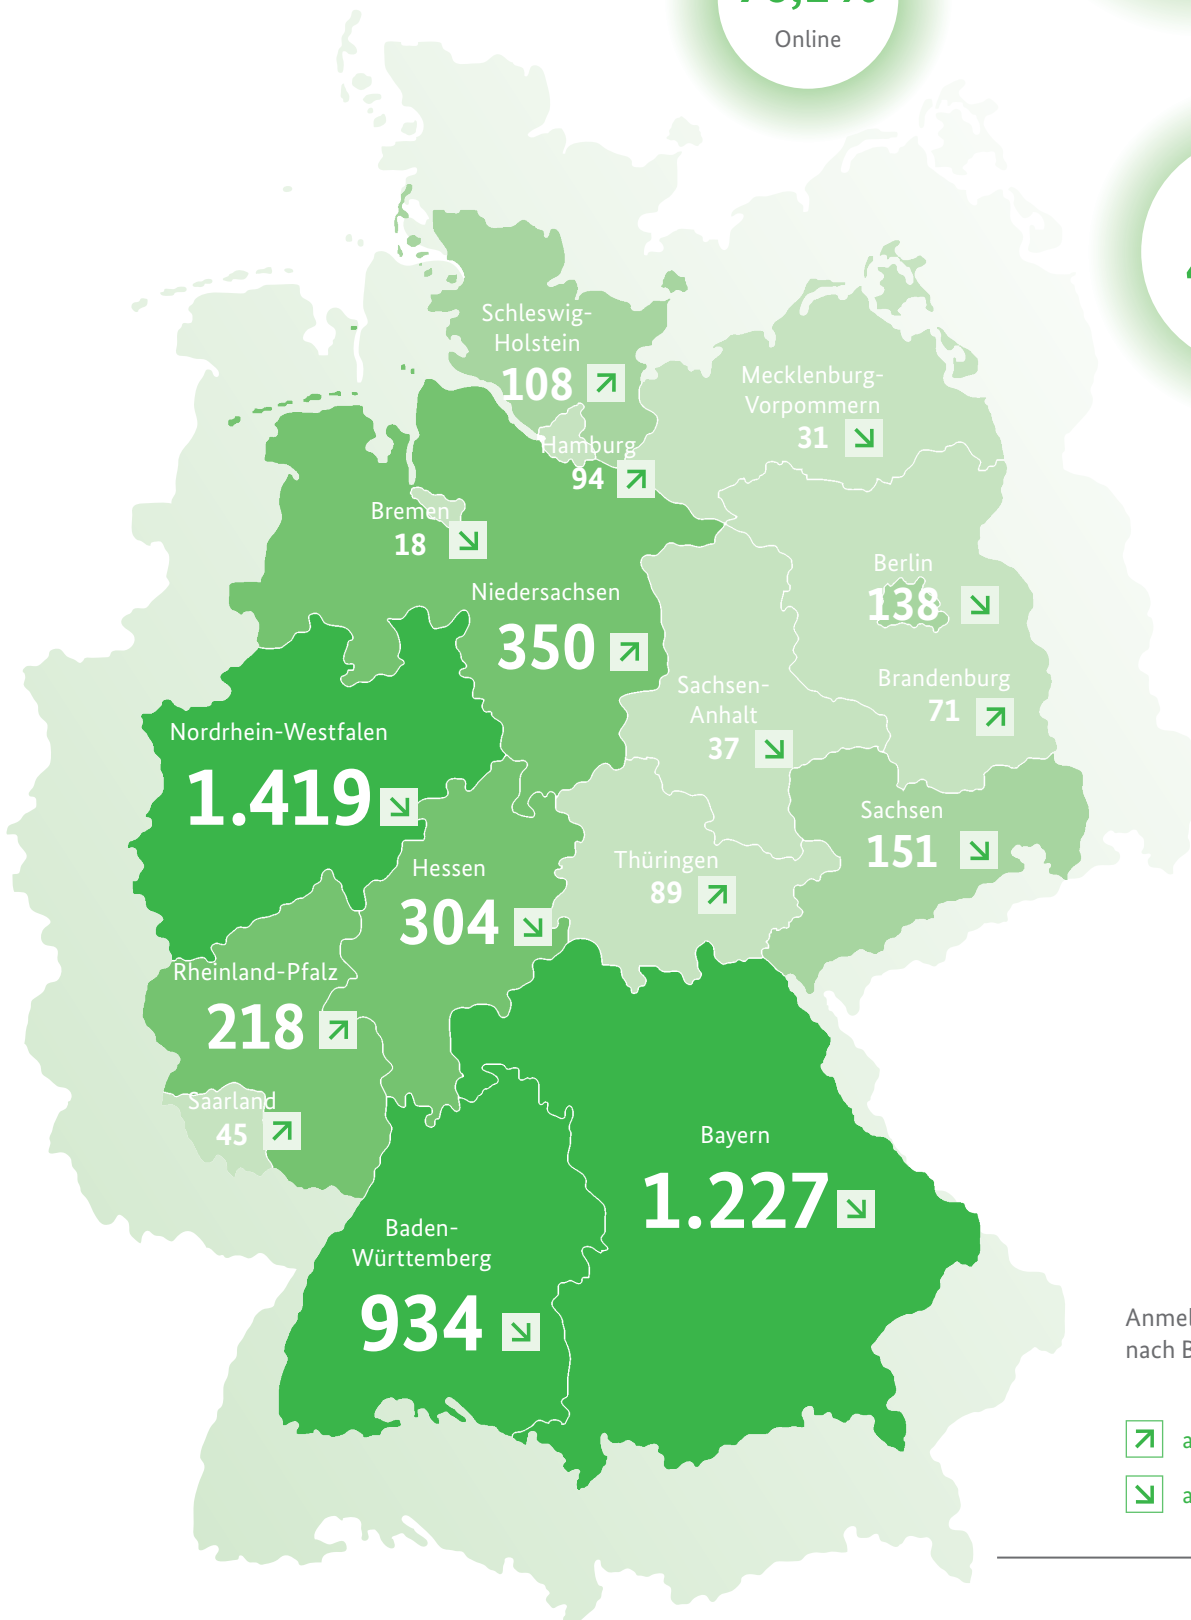 Online
Schleswig-
Holstein
108
Mecklenburg-
Vorpommern
31
Hamburg
94
Bremen
18
Berlin
138
Niedersachsen
350
Brandenburg
71
Sachsen-
Anhalt
37
Nordrhein-Westfalen
1.419
Sachsen
151
Thüringen
89
Hessen
304
Rheinland-Pfalz
218
Saarland
45
Bayern
1.227
Baden-
Württemberg
934
nach